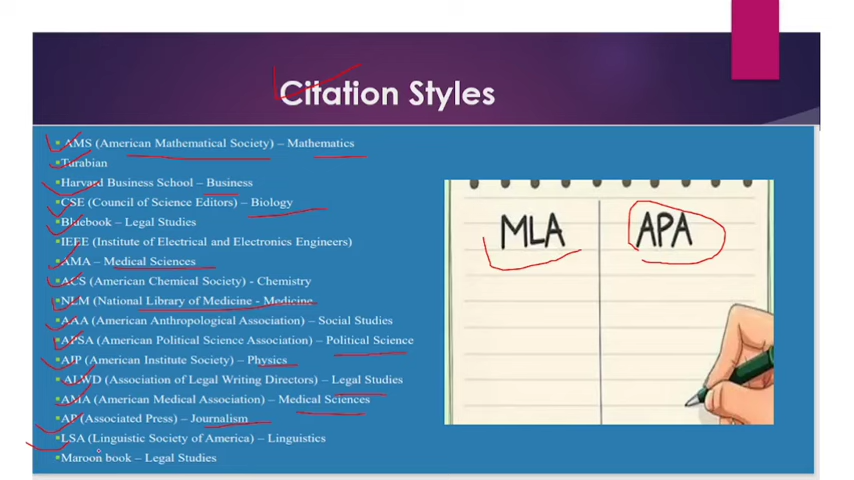 Citation Styles
AMS (American Mathematical Society) – Mathematics
Turabian
Harvard Business School – Business
CSE (Council of Science Editors) – Biology
Bluebook – Legal Studies
IEEE (Institute of Electrical and Electronics Engineers)
AMA – Medical Sciences
ACS (American Chemical Society) - Chemistry
NLM (National Library of Medicine - Medicine
AAA (American Anthropological Association) – Social Studies
APSA (American Political Science Association) – Political Science
AIP (American Institute Society) – Physics
ALWD (Association of Legal Writing Directors) – Legal Studies
AMA (American Medical Association) – Medical Sciences
AP (Associated Press) – Journalism
LSA (Linguistic Society of America) – Linguistics
Maroon book – Legal Studies
MLA
APA